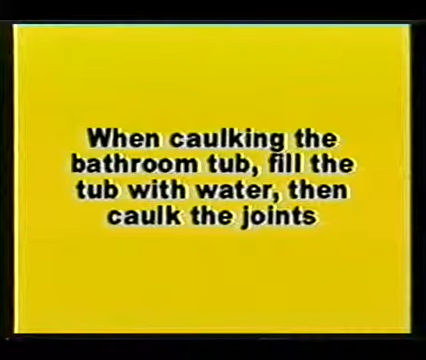 When caulking the
bathroom tub, fill the
tub with water, then
caulk the joints